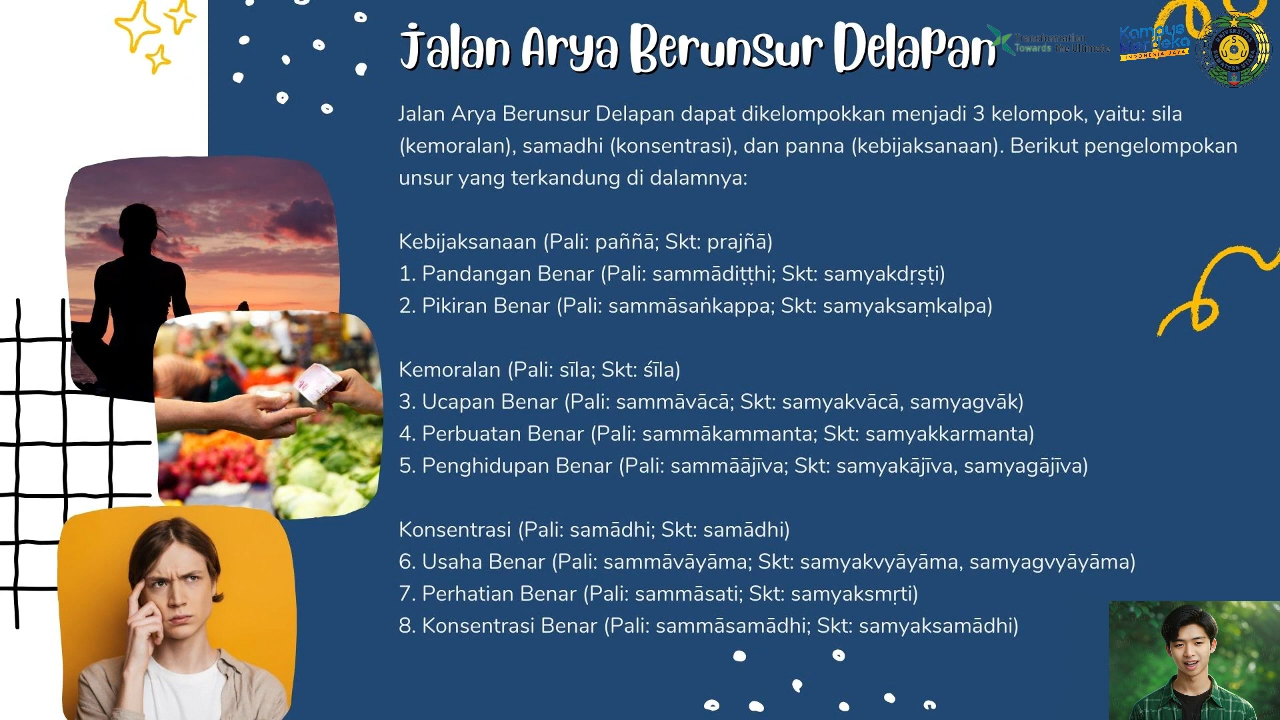 Jalan Arya Berunsur Delapan
Towards
Kampus
Merdeka
INDONESIA JAYA
Jalan Arya Berunsur Delapan dapat dikelompokkan menjadi 3 kelompok, yaitu: sila
(kemoralan), samadhi (konsentrasi), dan panna (kebijaksanaan). Berikut pengelompokan
unsur yang terkandung di dalamnya:
Kebijaksanaan (Pali: paññā; Skt: prajñā)
1. Pandangan Benar (Pali: sammādiṭṭhi; Skt: samyakdṛṣṭi)
2. Pikiran Benar (Pali: sammāsaṅkappa; Skt: samyaksaṃkalpa)
Kemoralan (Pali: sīla; Skt: śīla)
3. Ucapan Benar (Pali: sammāvācā; Skt: samyakvācā, samyagvāk)
4. Perbuatan Benar (Pali: sammākammanta; Skt: samyakkarmanta)
5. Penghidupan Benar (Pali: sammāājīva; Skt: samyakājīva, samyagājīva)
Konsentrasi (Pali: samādhi; Skt: samādhi)
6. Usaha Benar (Pali: sammāvāyāma; Skt: samyakvyāyāma, samyagvyāyāma)
7. Perhatian Benar (Pali: sammāsati; Skt: samyaksmṛti)
8. Konsentrasi Benar (Pali: sammāsamādhi; Skt: samyaksamādhi)